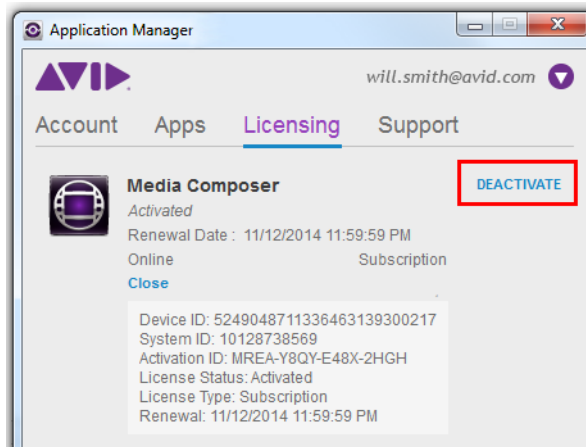 Application Manager
AVID
will.smith@avid.com
Account Apps Licensing Support
Media Composer DEACTIVATE
Activated
Renewal Date : 11/12/2014 11:59:59 PM
Online Subscription
Close
Device ID: 52490487113364631393002​17
System ID: 10128738569
Activation ID: MREA-Y8QY-E48X-2HGH
License Status: Activated
License Type: Subscription
Renewal: 11/12/2014 11:59:59 PM